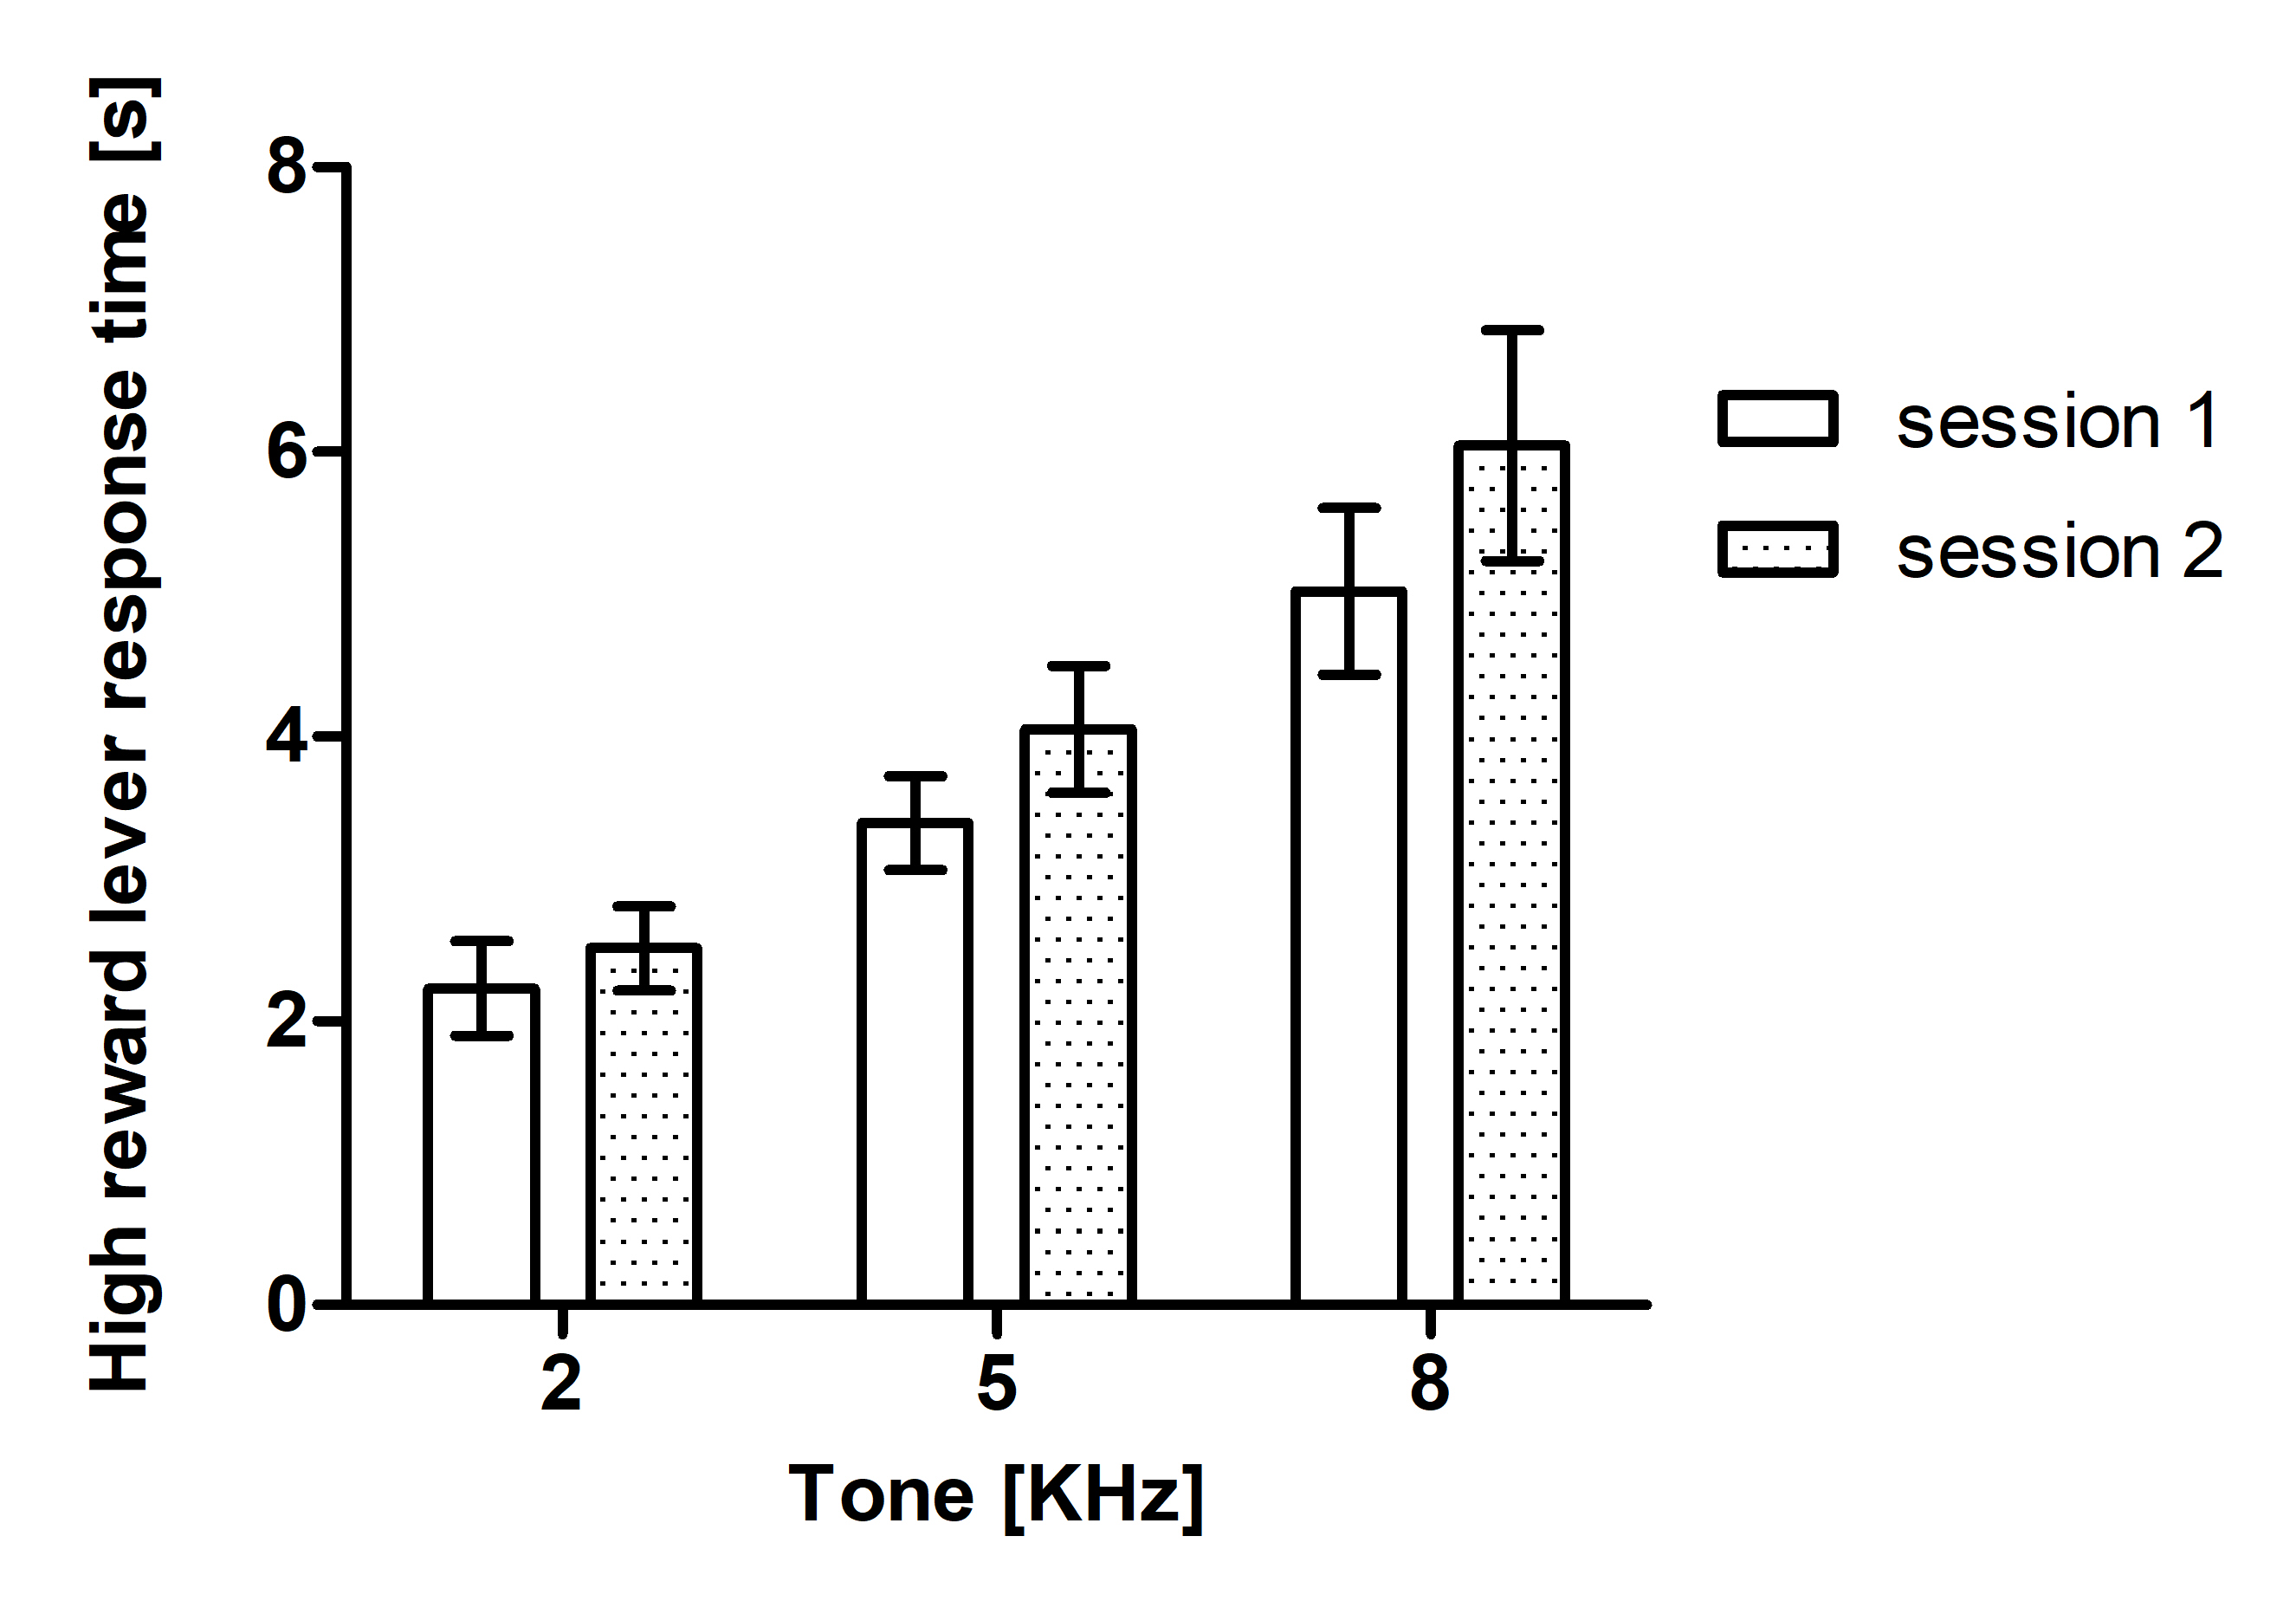 High reward lever response time [s]
8
6
4
2
0
2 5 8
Tone [KHz]
session 1
session 2